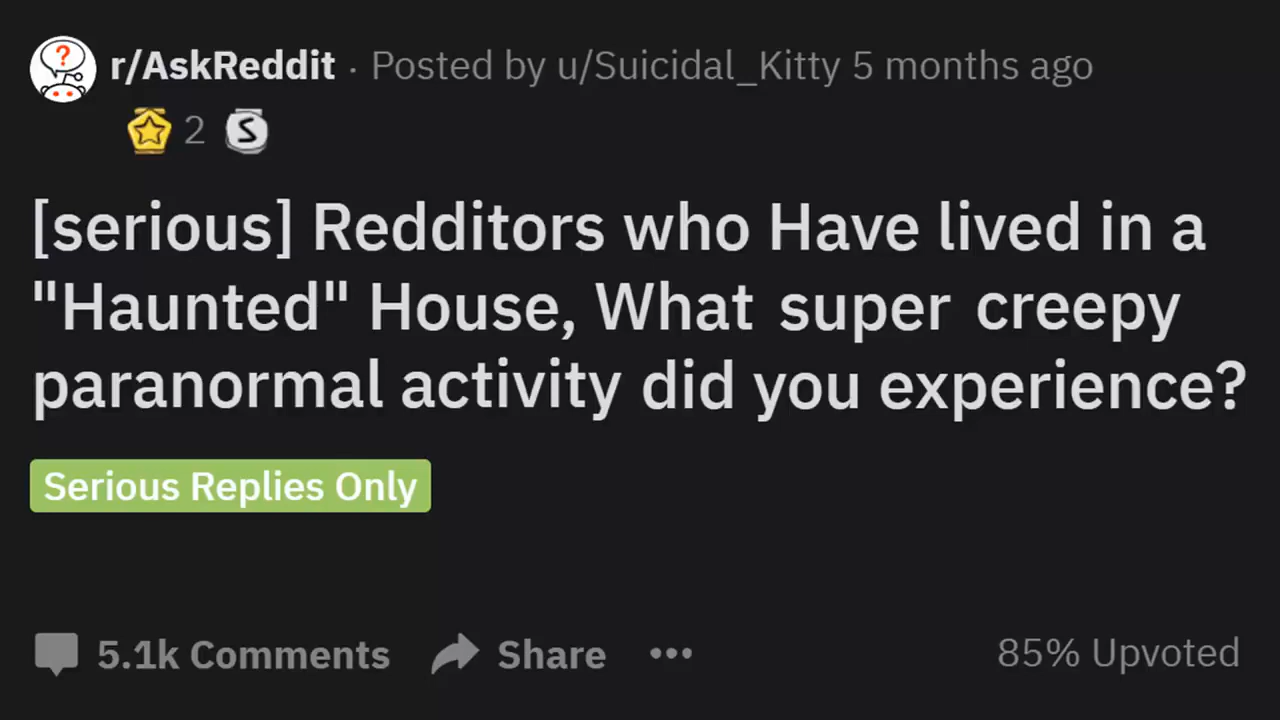 r/AskReddit · Posted by u/Suicidal_Kitty 5 months ago
2 S
[serious] Redditors who Have lived in a
"Haunted" House, What super creepy
paranormal activity did you experience?
Serious Replies Only
5.1k Comments Share ••• 85% Upvoted